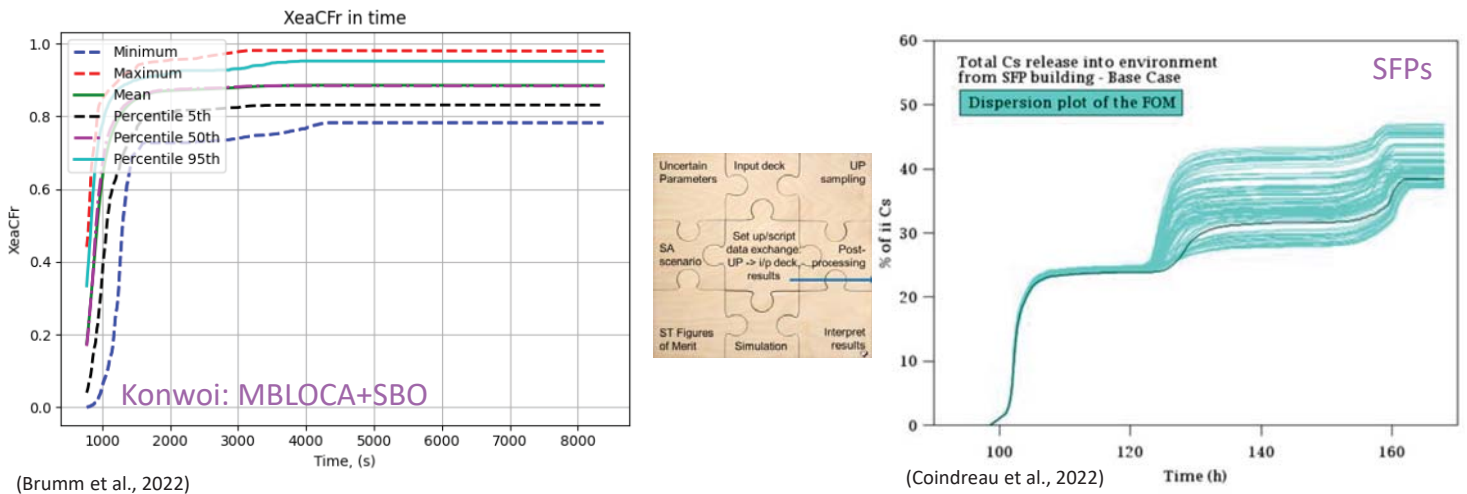 XeaCFr in time
1.0
0.8
0.6
0.4
0.2
0.0
XeaCFr
Minimum
Maximum
Mean
Percentile 5th
Percentile 50th
Percentile 95th
Konwoi: MBLOCA+SBO
1000 2000 3000 4000 5000 6000 7000 8000
Time, (s)
(Brumm et al., 2022)
Uncertain
Parameters
Input deck
UP
sampling
SA
scenario
Set up/script
data exchange
UP -> i/p deck,
results
Post-
processing
ST Figures
of Merit
Simulation
Interpret
results
60
50
40
30
20
10
0
% of ii Cs
Total Cs release into environment
from SFP building - Base Case
Dispersion plot of the FOM
SFPs
100 120 140 160
Time (h)
(Coindreau et al., 2022)